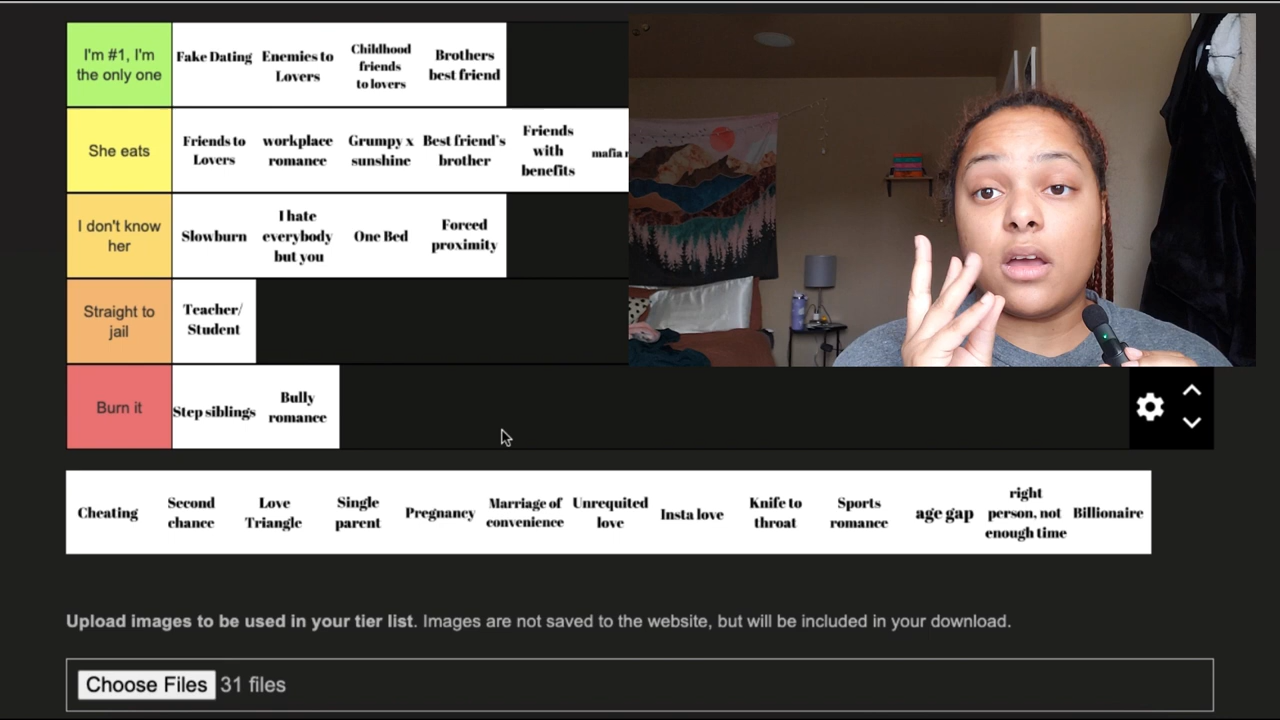 I'm #1, I'm
the only one
Fake Dating
Enemies to
Lovers
Childhood
friends
to lovers
Brothers
best friend
She eats
Friends to
Lovers
workplace
romance
Grumpy x
sunshine
Best friend's
brother
Friends
with
benefits
mafia
I don't know
her
Slowburn
I hate
everybody
but you
One Bed
Forced
proximity
Straight to
jail
Teacher/
Student
Burn it
Step siblings
Bully
romance
Cheating
Second
chance
Love
Triangle
Single
parent
Pregnancy
Marriage of
convenience
Unrequited
love
Insta love
Knife to
throat
Sports
romance
age gap
right
person, not
enough time
Billionaire
Upload images to be used in your tier list. Images are not saved to the website, but will be included in your download.
Choose Files 31 files